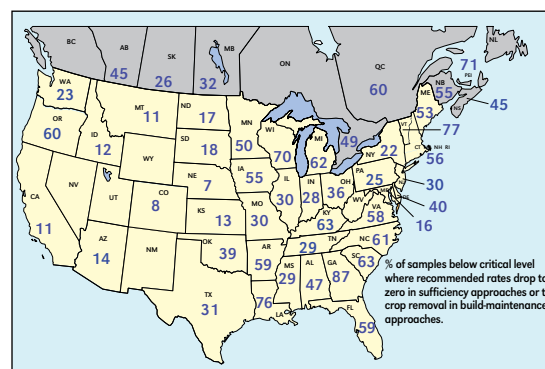 BC
AB
SK
MB
ON
QC
NL
45
26
32
60
71
PEI
NB
55
NS
45
49
WA
23
MT
11
ND
17
MN
50
WI
70
MI
62
ME
53
VT
77
OR
60
ID
12
WY
SD
18
IA
55
NY
22
CT
NH RI
56
NE
7
IL
30
IN
28
OH
36
PA
25
NJ
30
CA
11
NV
UT
CO
8
KS
13
MO
30
KY
63
WV
VA
58
MD
DE
40
16
AZ
14
NM
OK
39
AR
59
TN
29
NC
61
SC
63
TX
31
LA
76
MS
29
AL
47
GA
87
FL
59
% of samples below critical level
where recommended rates drop to
zero in sufficiency approaches or t
crop removal in build-maintenance
approaches.